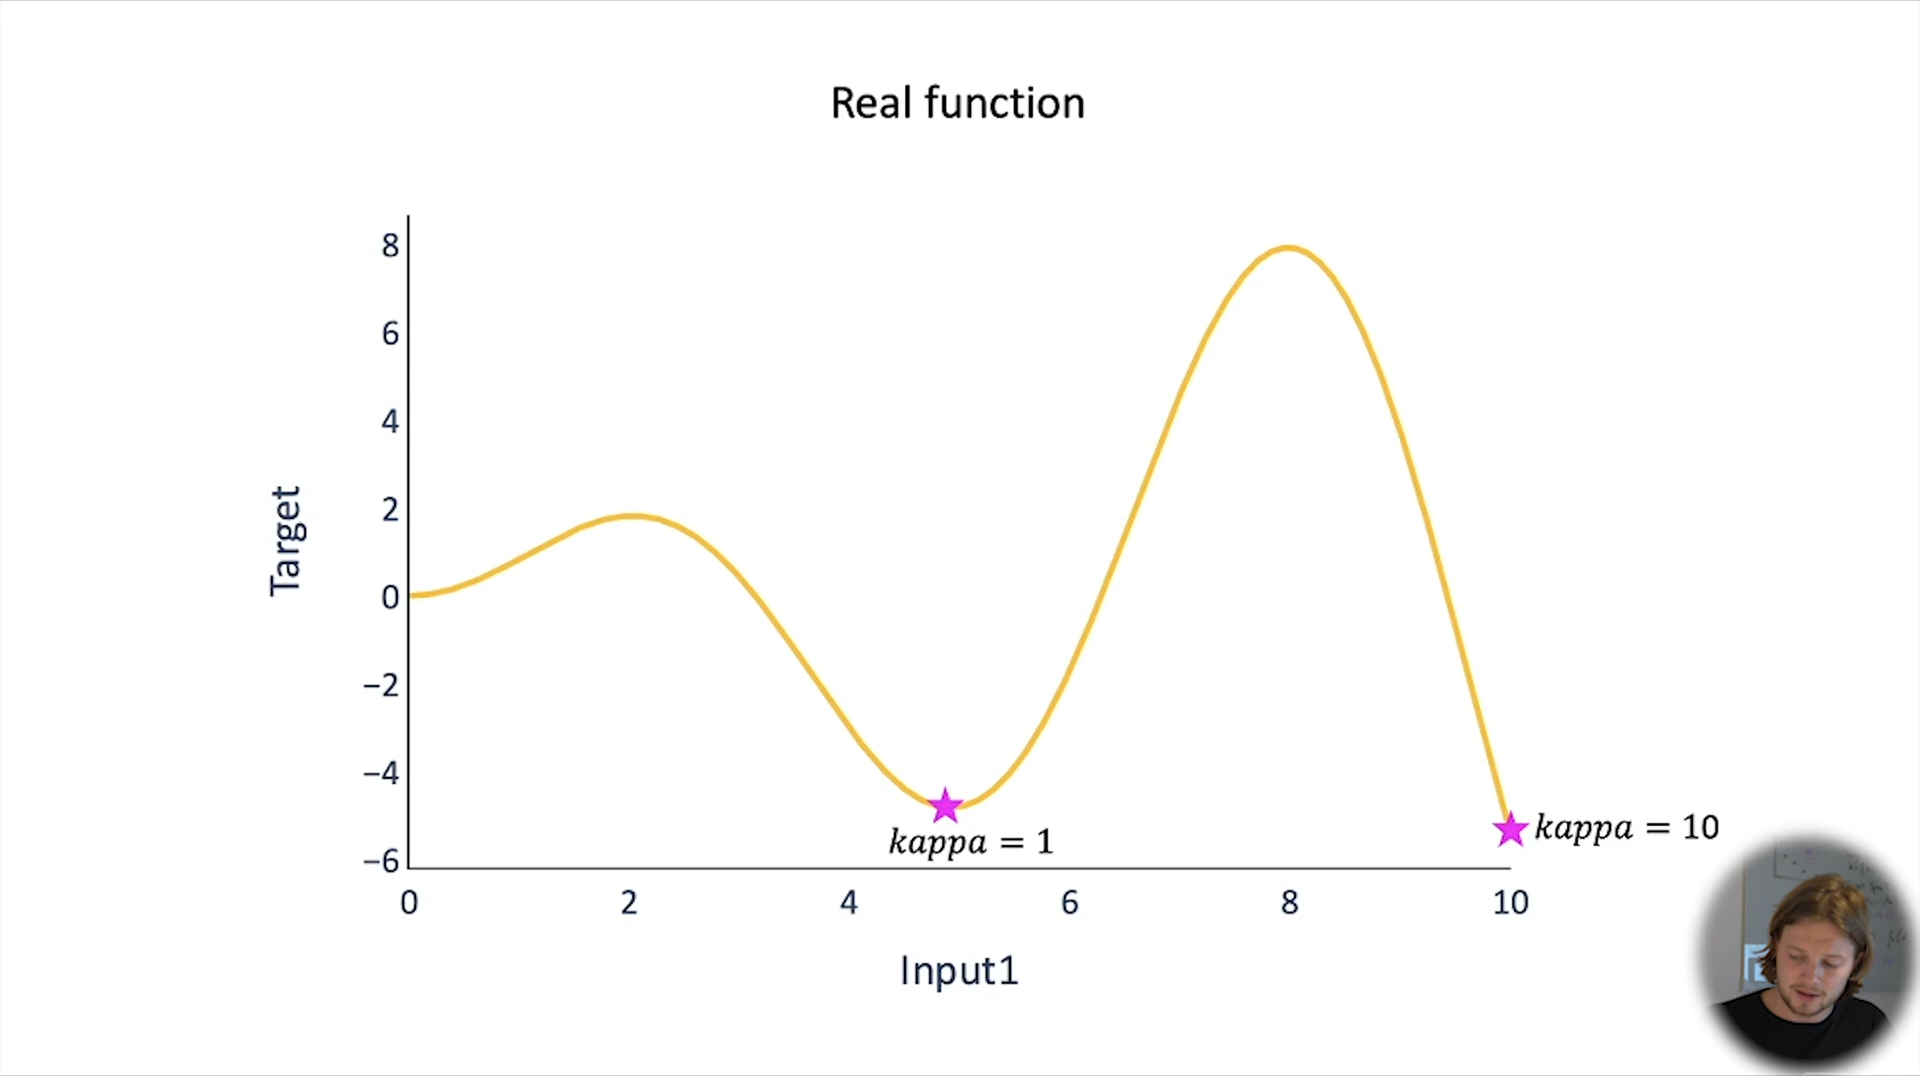 Real function
8
6
4
2
0
−2
−4
−6
Target
kappa = 1
kappa = 10
0 2 4 6 8 10
Input1